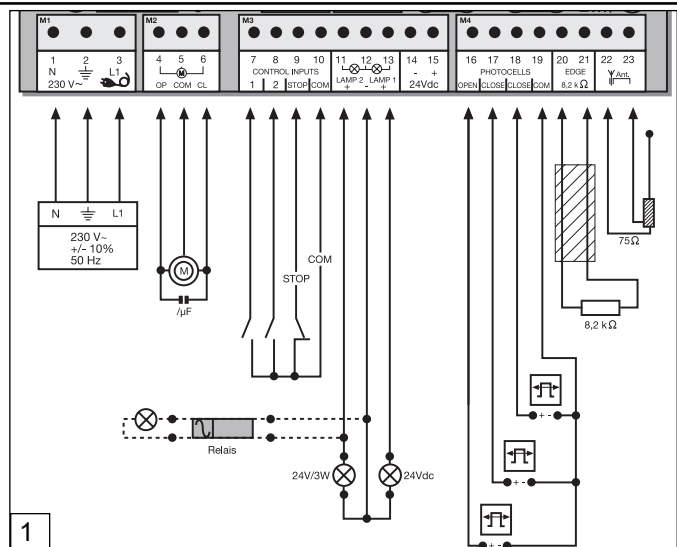 M1 M2 M3 M4
1 2 3 4 5 6 7 8 9 10 11 12 13 14 15 16 17 18 19 20 21 22 23
N L1 M CONTROL INPUTS - + PHOTOCELLS EDGE Ant.
230 V~ OP COM CL 1 2 STOP COM LAMP 2 LAMP 1 24Vdc OPEN CLOSE CLOSE COM 8,2 kΩ
+ - +
N L1
230 V~
+/- 10%
50 Hz
M
/µF
COM
STOP
75Ω
8,2 kΩ
Relais
24V/3W
24Vdc
+ -
+ -
+ -
1